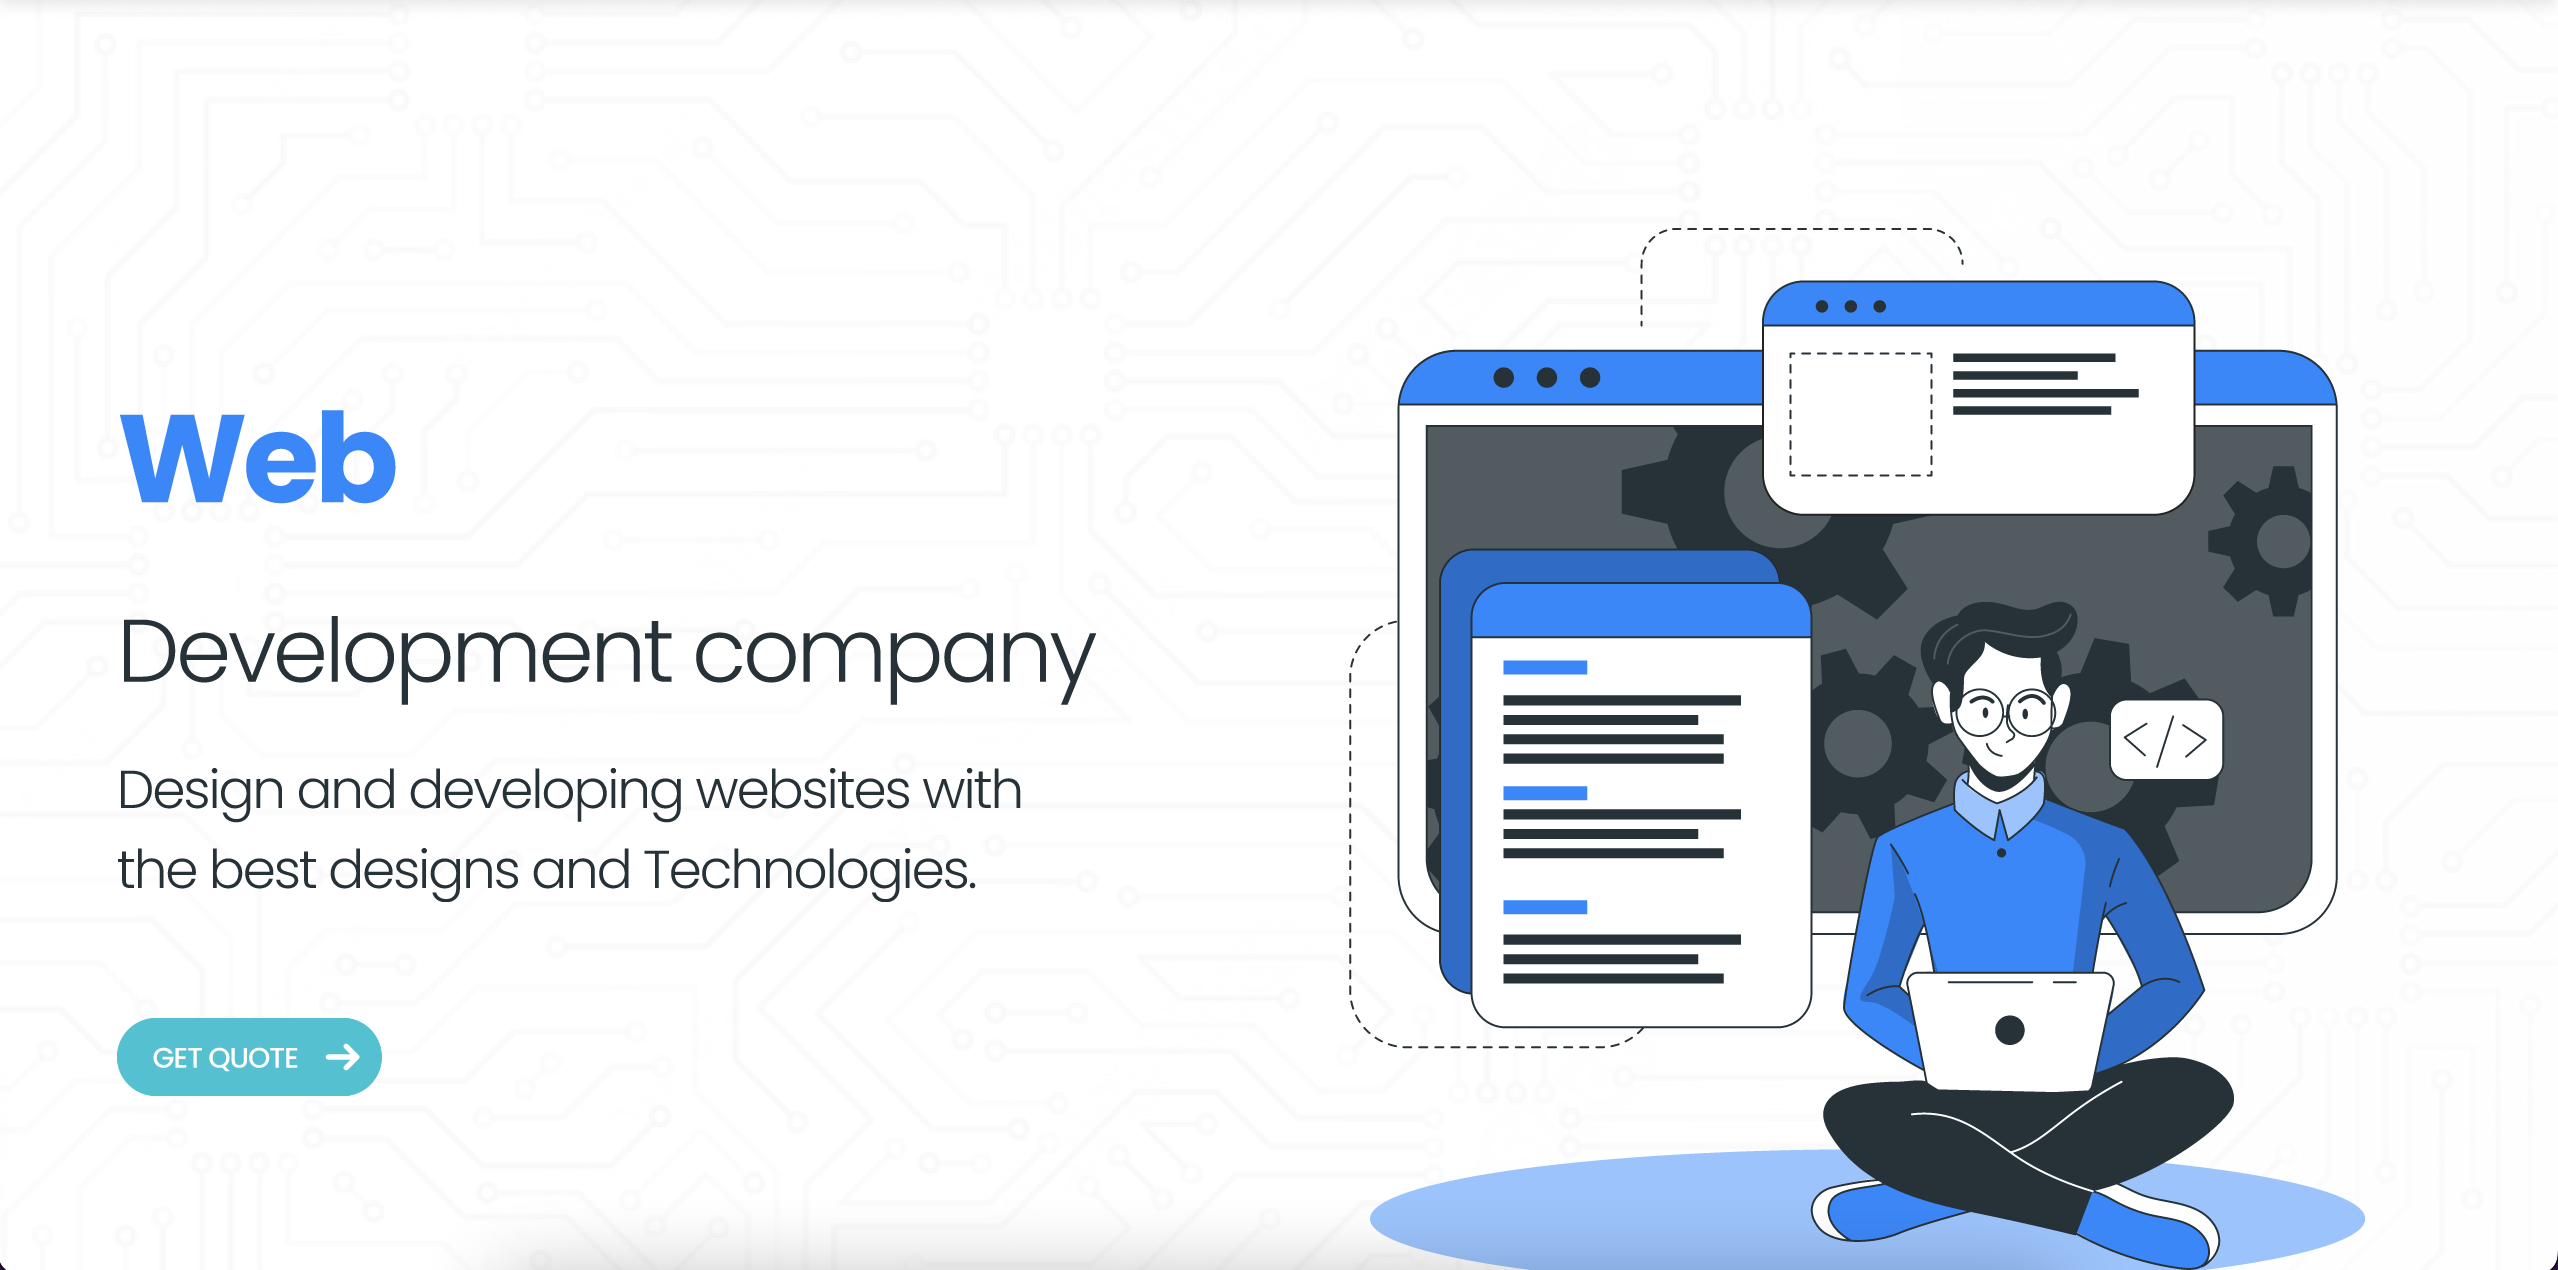 Web
Development company
Design and developing websites with
the best designs and Technologies.
GET QUOTE
</>